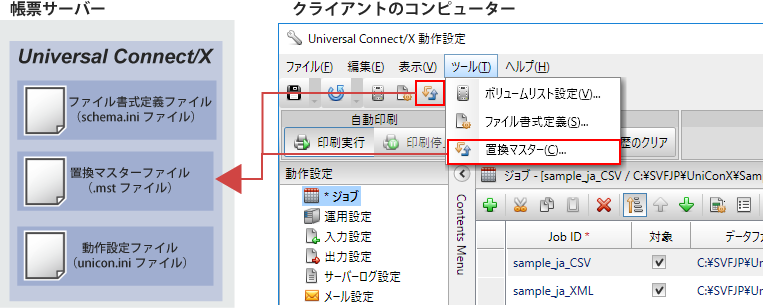 帳票サーバー
Universal Connect/X
ファイル書式定義ファイル
(schema.ini ファイル)
置換マスターファイル
(.mst ファイル)
動作設定ファイル
(unicon.ini ファイル)
クライアントのコンピューター
Universal Connect/X 動作設定
ファイル(F) 編集(E) 表示(V) ツール(T) ヘルプ(H)
ボリュームリスト設定(V)...
ファイル書式定義(S)...
置換マスター(C)...
自動印刷
印刷実行 印刷停 歴のクリア
動作設定
* ジョブ
運用設定
入力設定
出力設定
サーバーログ設定
メール設定
Contents Menu
ジョブ - [sample_ja_CSV / C:¥SVFJP¥UniConX¥Sam
Job ID * 対象 データファ
sample_ja_CSV C:¥SVFJP¥Uni
sample_ja_XML C:¥SVFJP¥Uni